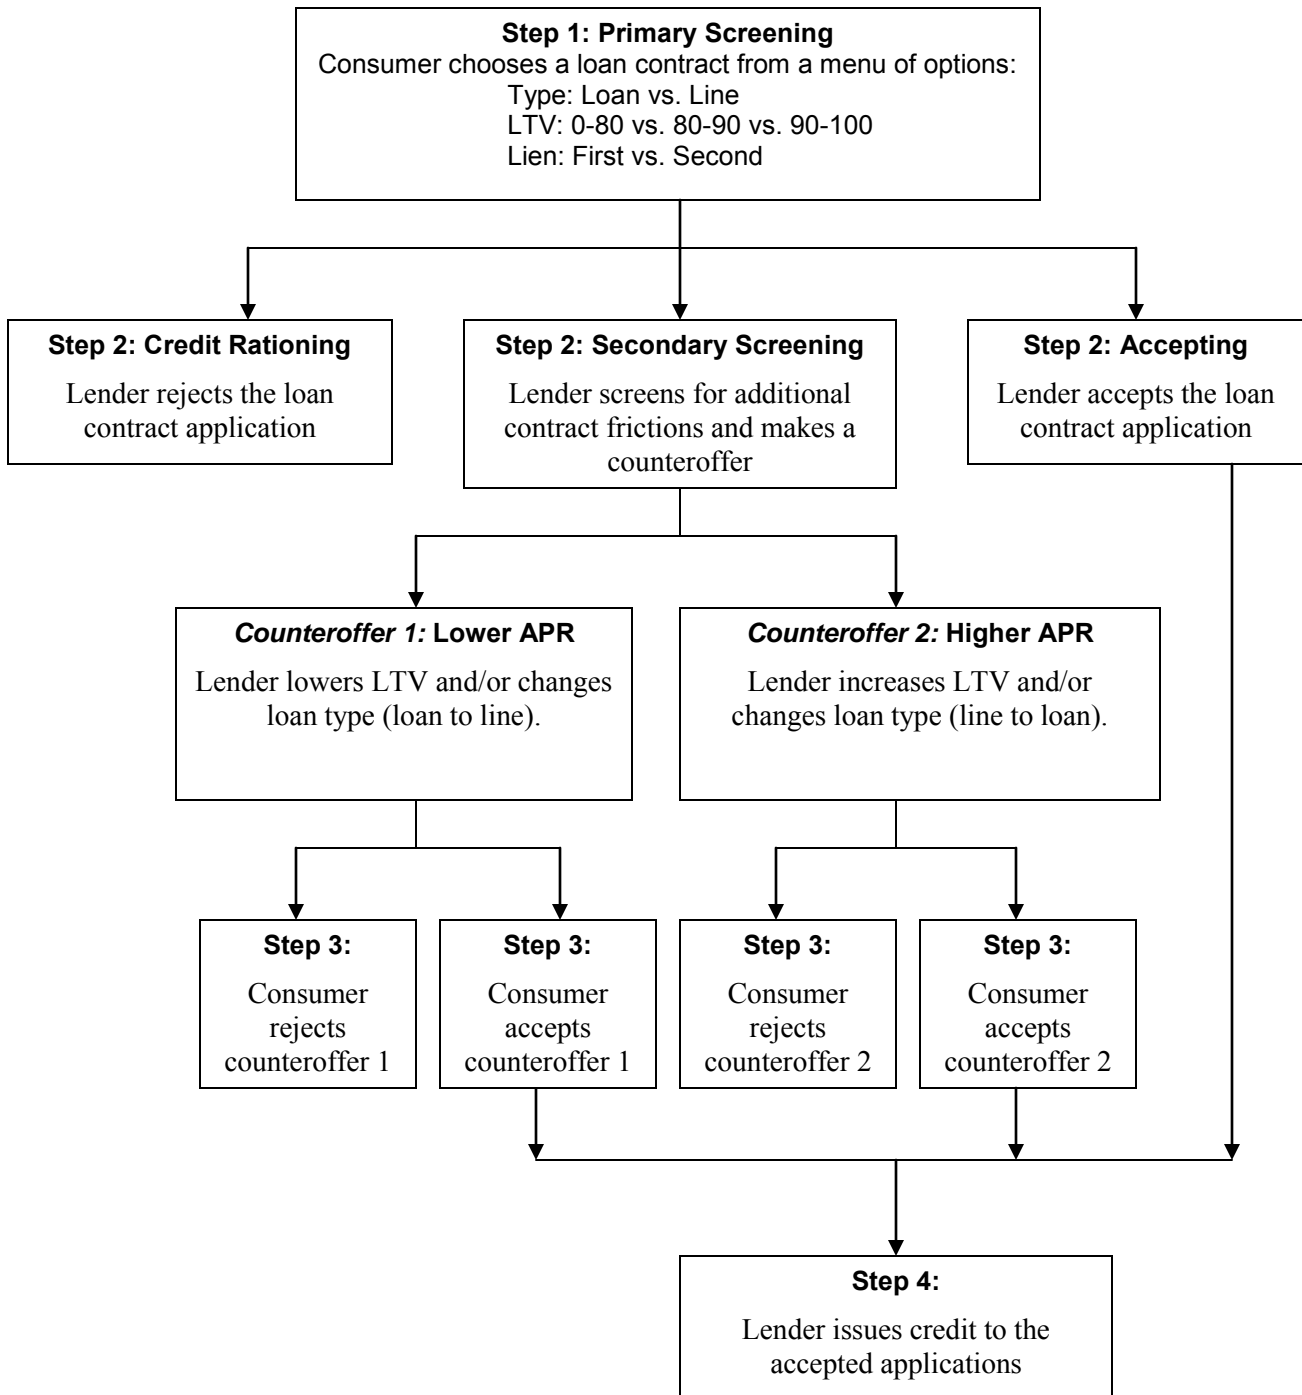 Step 1: Primary Screening
Consumer chooses a loan contract from a menu of options:
Type: Loan vs. Line
LTV: 0-80 vs. 80-90 vs. 90-100
Lien: First vs. Second
Step 2: Credit Rationing
Lender rejects the loan
contract application
Step 2: Secondary Screening
Lender screens for additional
contract frictions and makes a
counteroffer
Step 2: Accepting
Lender accepts the loan
contract application
Counteroffer 1: Lower APR
Lender lowers LTV and/or changes
loan type (loan to line).
Counteroffer 2: Higher APR
Lender increases LTV and/or
changes loan type (line to loan).
Step 3:
Consumer
rejects
counteroffer 1
Step 3:
Consumer
accepts
counteroffer 1
Step 3:
Consumer
rejects
counteroffer 2
Step 3:
Consumer
accepts
counteroffer 2
Step 4:
Lender issues credit to the
accepted applications